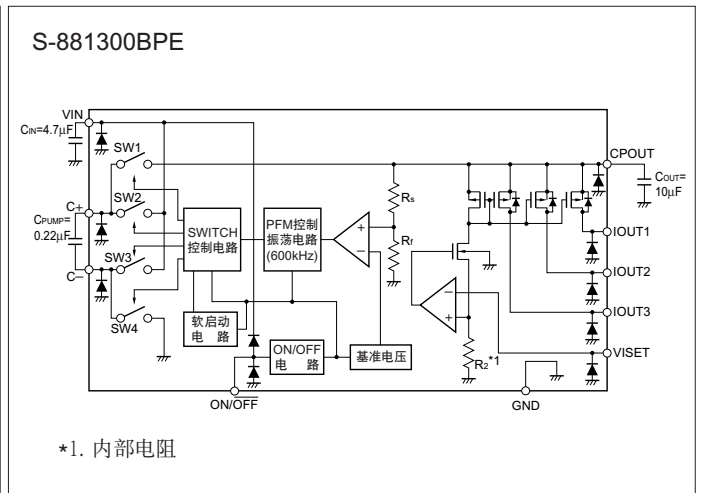 S-881300BPE
VIN
CIN=4.7μF
SW1
CPOUT
COUT=
10μF
C+
SW2
CPUMP=
0.22μF
SWITCH
控制电路
PFM控制
振荡电路
(600kHz)
+
−
Rs
Rf
IOUT1
SW3
C−
IOUT2
SW4
软启动
电 路
−
+
IOUT3
ON/OFF
电 路
基准电压
R2*1
VISET
ON/OFF
GND
*1. 内部电阻